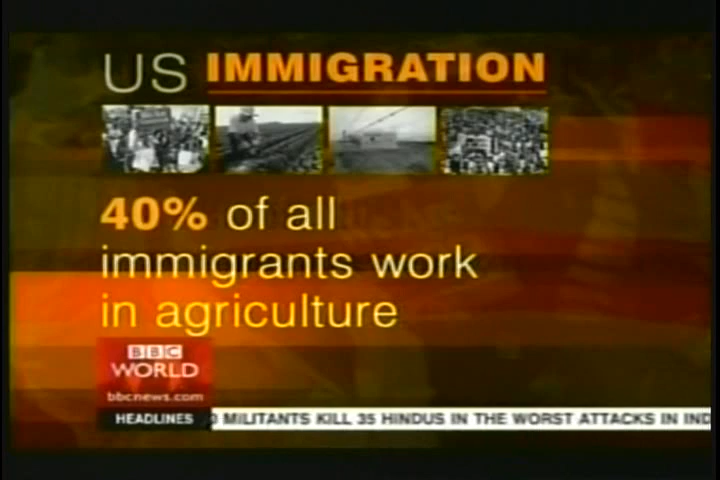 US IMMIGRATION
40% of all
immigrants work
in agriculture
BBC
WORLD
bbcnews.com
HEADLINES MILITANTS KILL 35 HINDUS IN THE WORST ATTACKS IN IND